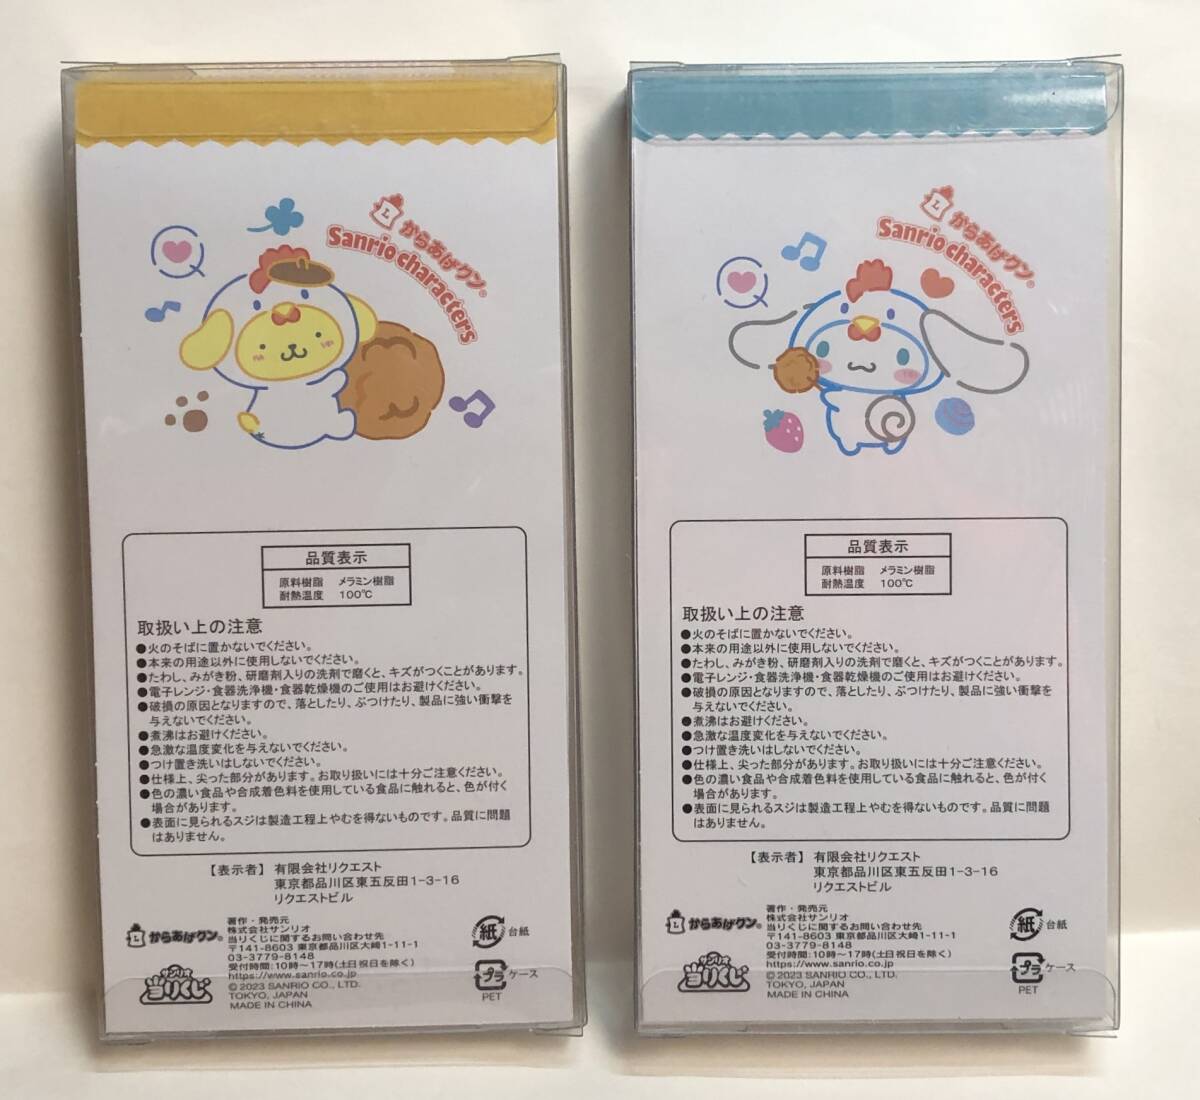 L からあげクン®
Sanrio characters
品質表示
原料樹脂 メラミン樹脂
耐熱温度 100℃
取扱い上の注意
●火のそばに置かないでください。
●本来の用途以外に使用しないでください。
●たわし、みがき粉、研磨剤入りの洗剤で磨くと、キズがつくことがあります。
●電子レンジ・食器洗浄機・食器乾燥機のご使用はお避けください。
●破損の原因となりますので、落としたり、ぶつけたり、製品に強い衝撃を
与えないでください。
●煮沸はお避けください。
●急激な温度変化を与えないでください。
●つけ置き洗いはしないでください。
●仕様上、尖った部分があります。お取り扱いには十分ご注意ください。
●色の濃い食品や合成着色料を使用している食品に触れると、色が付く
場合があります。
●表面に見られるスジは製造工程上やむを得ないものです。品質に問題
はありません。
【表示者】 有限会社リクエスト
東京都品川区東五反田1-3-16
リクエストビル
L からあげクン®
サンリオ
当りくじ
著作・発売元
株式会社サンリオ
当りくじに関するお問い合わせ先
〒141-8603 東京都品川区大崎1-11-1
03-3779-8148
受付時間:10時〜17時(土日祝日を除く)
https://www.sanrio.co.jp
© 2023 SANRIO CO., LTD.
TOKYO, JAPAN
MADE IN CHINA
紙 台紙
プラ ケース
PET
L からあげクン®
Sanrio characters
品質表示
原料樹脂 メラミン樹脂
耐熱温度 100℃
取扱い上の注意
●火のそばに置かないでください。
●本来の用途以外に使用しないでください。
●たわし、みがき粉、研磨剤入りの洗剤で磨くと、キズがつくことがあります。
●電子レンジ・食器洗浄機・食器乾燥機のご使用はお避けください。
●破損の原因となりますので、落としたり、ぶつけたり、製品に強い衝撃を
与えないでください。
●煮沸はお避けください。
●急激な温度変化を与えないでください。
●つけ置き洗いはしないでください。
●仕様上、尖った部分があります。お取り扱いには十分ご注意ください。
●色の濃い食品や合成着色料を使用している食品に触れると、色が付く
場合があります。
●表面に見られるスジは製造工程上やむを得ないものです。品質に問題
はありません。
【表示者】 有限会社リクエスト
東京都品川区東五反田1-3-16
リクエストビル
L からあげクン®
サンリオ
当りくじ
著作・発売元
株式会社サンリオ
当りくじに関するお問い合わせ先
〒141-8603 東京都品川区大崎1-11-1
03-3779-8148
受付時間:10時〜17時(土日祝日を除く)
https://www.sanrio.co.jp
© 2023 SANRIO CO., LTD.
TOKYO, JAPAN
MADE IN CHINA
紙 台紙
プラ ケース
PET